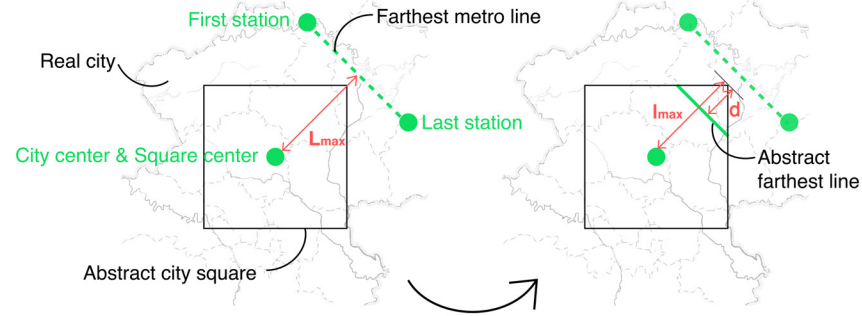 First station
Farthest metro line
Real city
Lmax
Last station
City center & Square center
Abstract city square
lmax
d
Abstract
farthest line